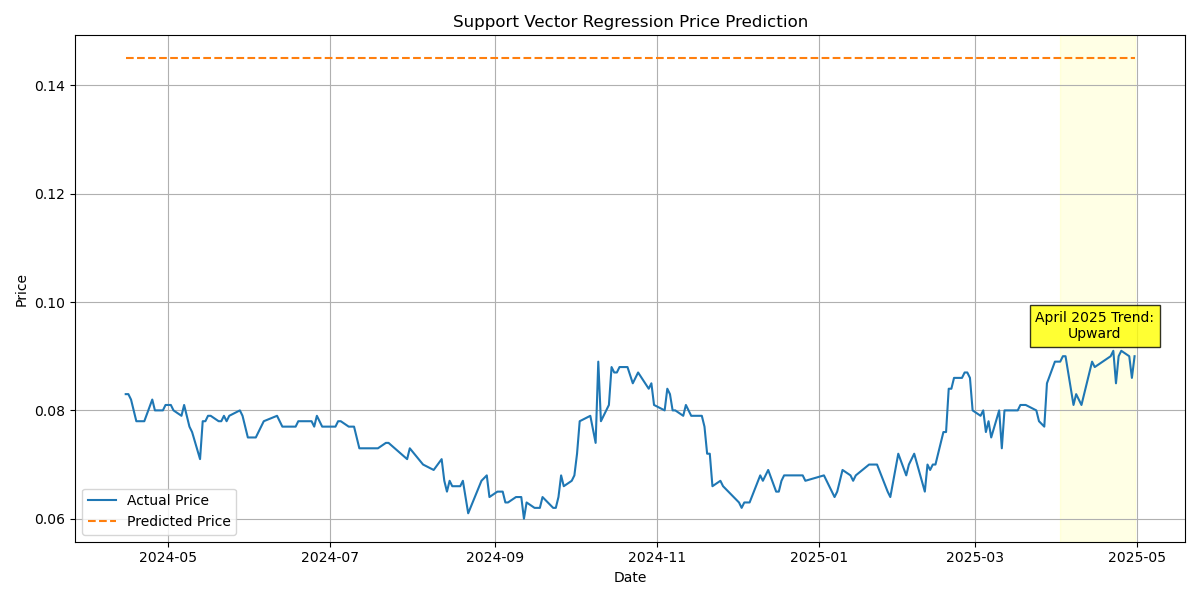 Support Vector Regression Price Prediction
Price
0.14
0.12
0.10
0.08
0.06
April 2025 Trend:
Upward
Actual Price
Predicted Price
2024-05
2024-07
2024-09
2024-11
2025-01
2025-03
2025-05
Date